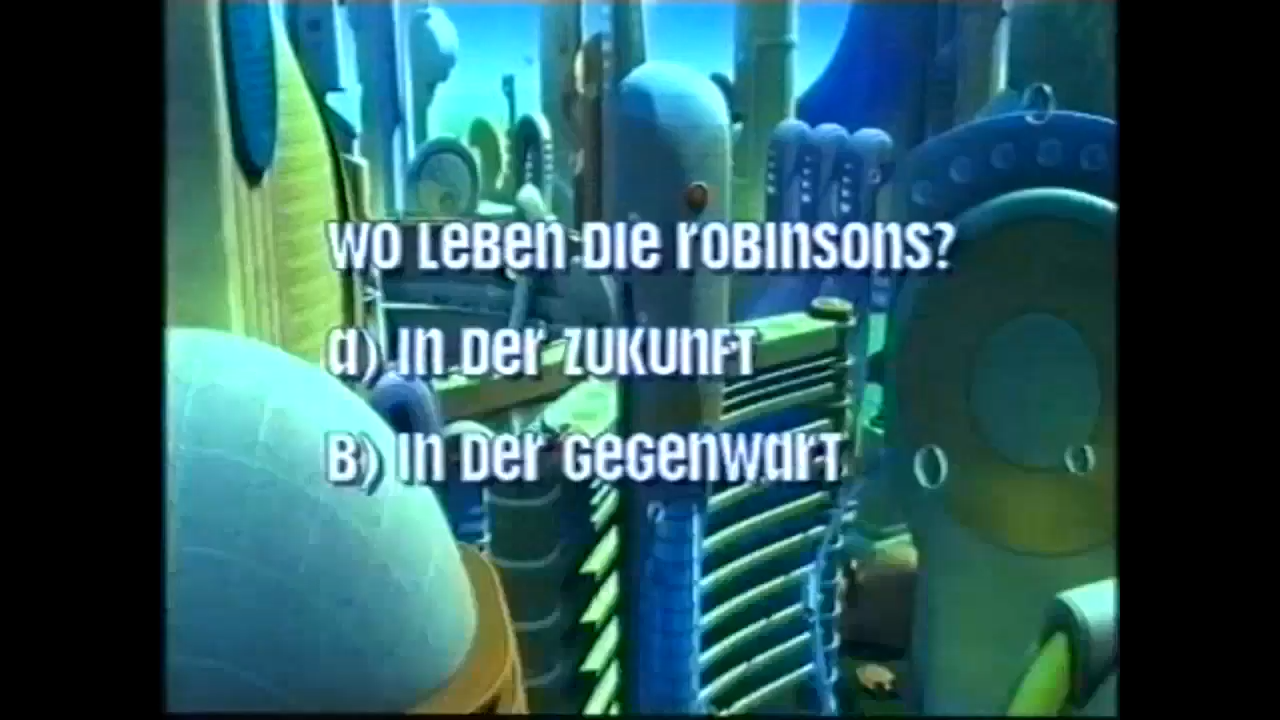 Wo leben die Robinsons?
a) In der Zukunft
B) In der Gegenwart